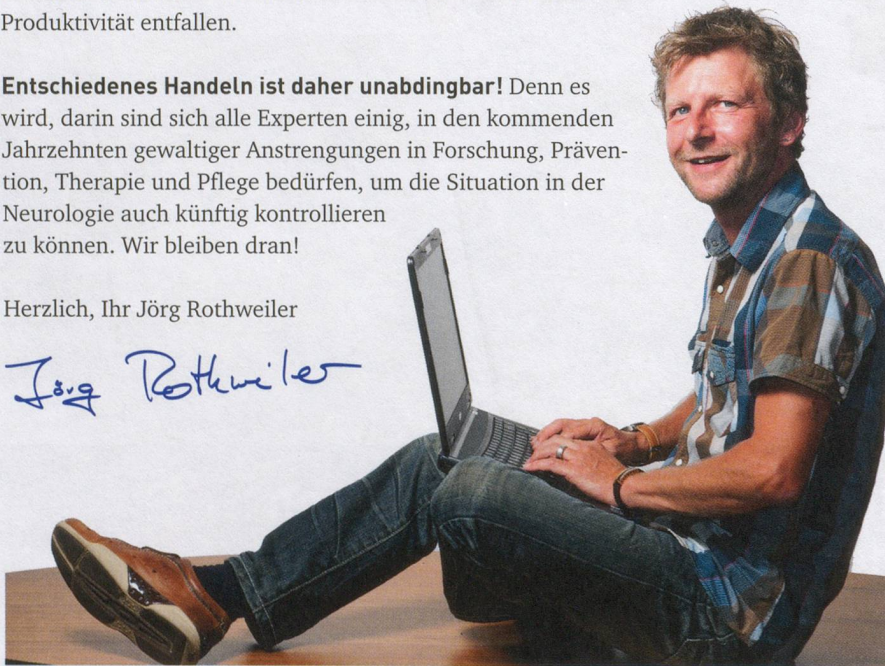 Produktivität entfallen.
Entschiedenes Handeln ist daher unabdingbar! Denn es
wird, darin sind sich alle Experten einig, in den kommenden
Jahrzehnten gewaltiger Anstrengungen in Forschung, Präven-
tion, Therapie und Pflege bedürfen, um die Situation in der
Neurologie auch künftig kontrollieren
zu können. Wir bleiben dran!
Herzlich, Ihr Jörg Rothweiler
Jörg Rothweiler